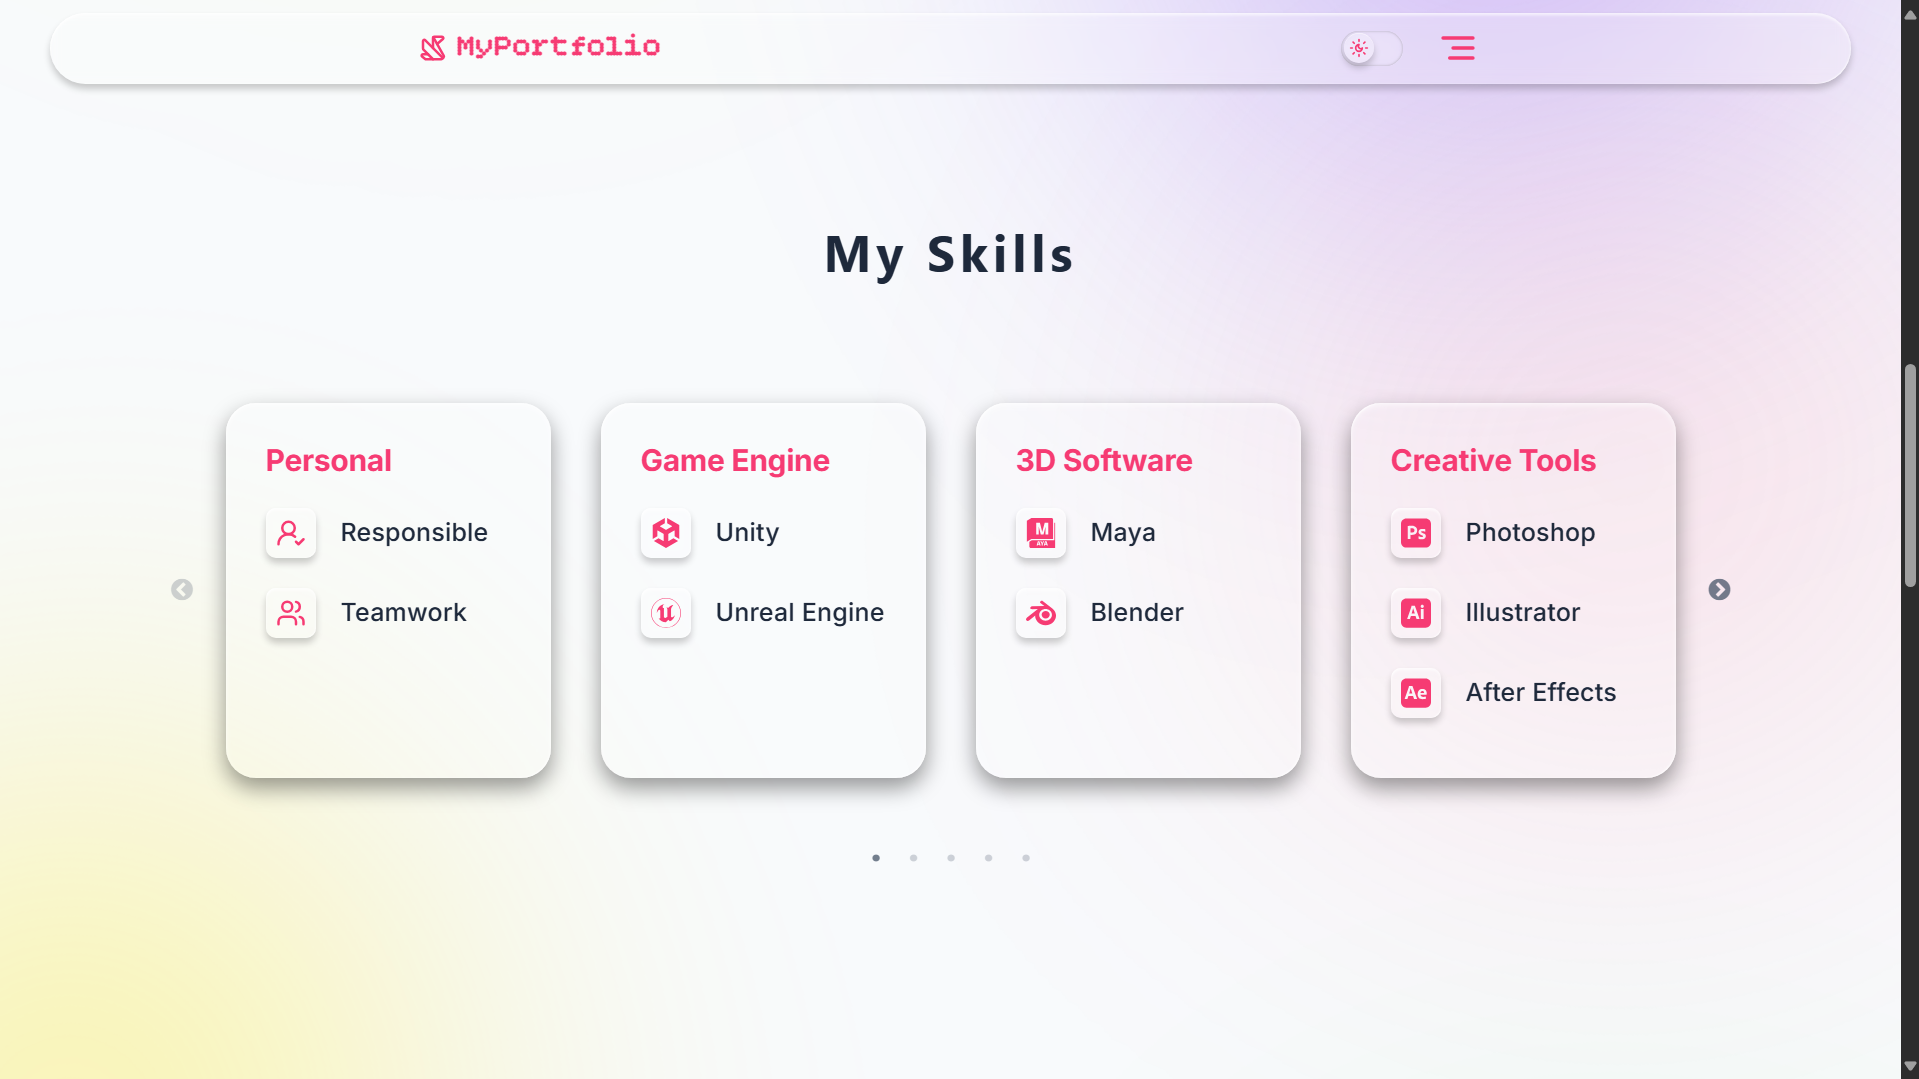 MyPortfolio
My Skills
Personal
Responsible
Teamwork
Game Engine
Unity
Unreal Engine
3D Software
M
AYA
Maya
Blender
Creative Tools
Ps
Photoshop
Ai
Illustrator
Ae
After Effects